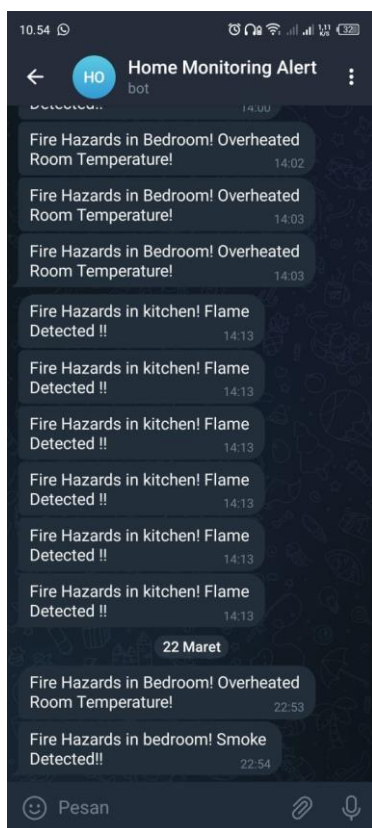 10.54
32
HO
Home Monitoring Alert
bot
Detected!!
14:00
Fire Hazards in Bedroom! Overheated
Room Temperature!
14:02
Fire Hazards in Bedroom! Overheated
Room Temperature!
14:03
Fire Hazards in Bedroom! Overheated
Room Temperature!
14:03
Fire Hazards in kitchen! Flame
Detected !!
14:13
Fire Hazards in kitchen! Flame
Detected !!
14:13
Fire Hazards in kitchen! Flame
Detected !!
14:13
Fire Hazards in kitchen! Flame
Detected !!
14:13
Fire Hazards in kitchen! Flame
Detected !!
14:13
Fire Hazards in kitchen! Flame
Detected !!
14:13
22 Maret
Fire Hazards in Bedroom! Overheated
Room Temperature!
22:53
Fire Hazards in bedroom! Smoke
Detected!!
22:54
Pesan